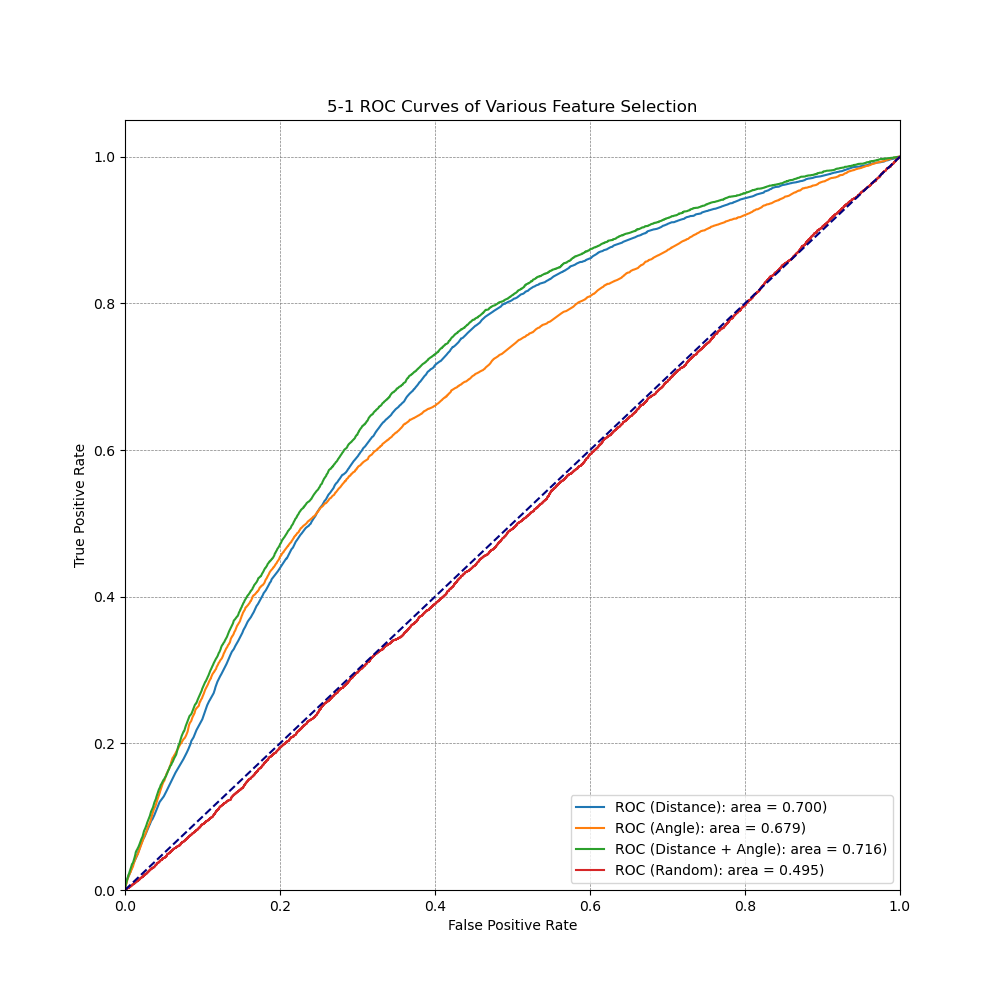 5-1 ROC Curves of Various Feature Selection
True Positive Rate
1.0
0.8
0.6
0.4
0.2
0.0
ROC (Distance): area = 0.700)
ROC (Angle): area = 0.679)
ROC (Distance + Angle): area = 0.716)
ROC (Random): area = 0.495)
0.0 0.2 0.4 0.6 0.8 1.0
False Positive Rate